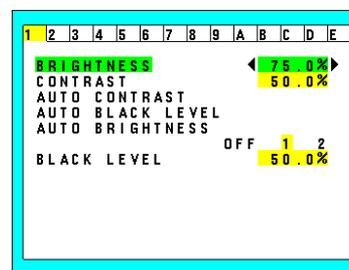 1 2 3 4 5 6 7 8 9 A B C D E
BRIGHTNESS 75.0%
CONTRAST 50.0%
AUTO CONTRAST
AUTO BLACK LEVEL
AUTO BRIGHTNESS
OFF 1 2
BLACK LEVEL 50.0%